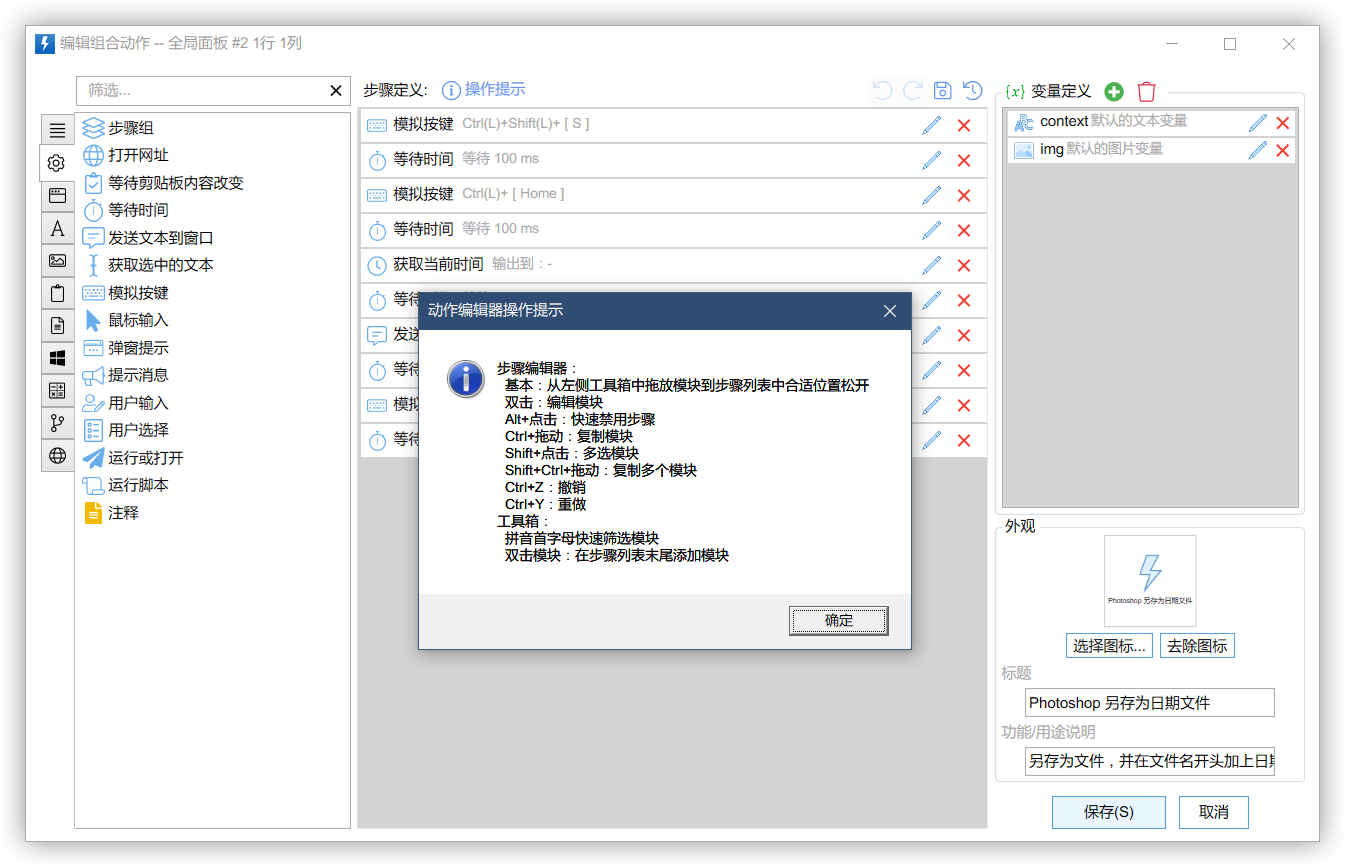 编辑组合动作 -- 全局面板 #2 1行 1列
筛选...
步骤组
打开网址
等待剪贴板内容改变
等待时间
发送文本到窗口
获取选中的文本
模拟按键
鼠标输入
弹窗提示
提示消息
用户输入
用户选择
运行或打开
运行脚本
注释
步骤定义: 操作提示
模拟按键 Ctrl(L)+Shift(L)+ [ S ]
等待时间 等待 100 ms
模拟按键 Ctrl(L)+ [ Home ]
等待时间 等待 100 ms
获取当前时间 输出到：-
等待
发送
等待
模拟
等待
动作编辑器操作提示
步骤编辑器：
基本：从左侧工具箱中拖放模块到步骤列表中合适位置松开
双击：编辑模块
Alt+点击：快速禁用步骤
Ctrl+拖动：复制模块
Shift+点击：多选模块
Shift+Ctrl+拖动：复制多个模块
Ctrl+Z：撤销
Ctrl+Y：重做
工具箱：
拼音首字母快速筛选模块
双击模块：在步骤列表末尾添加模块
确定
{x} 变量定义
context 默认的文本变量
img 默认的图片变量
外观
Photoshop 另存为日期文件
选择图标... 去除图标
标题
Photoshop 另存为日期文件
功能/用途说明
另存为文件，并在文件名开头加上日
保存(S) 取消